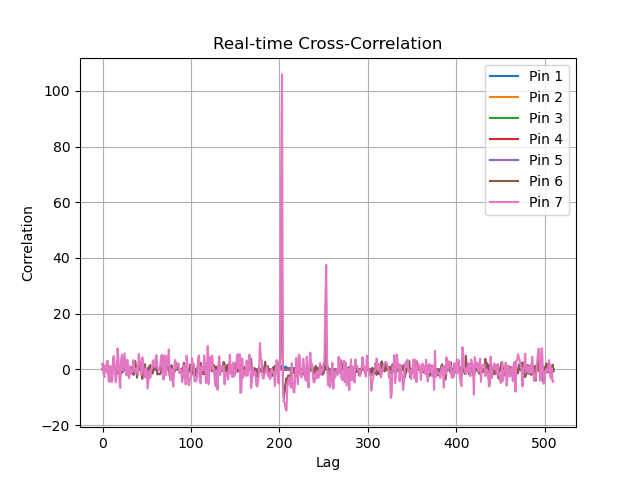 Real-time Cross-Correlation
Correlation
100
80
60
40
20
0
−20
Pin 1
Pin 2
Pin 3
Pin 4
Pin 5
Pin 6
Pin 7
0 100 200 300 400 500
Lag